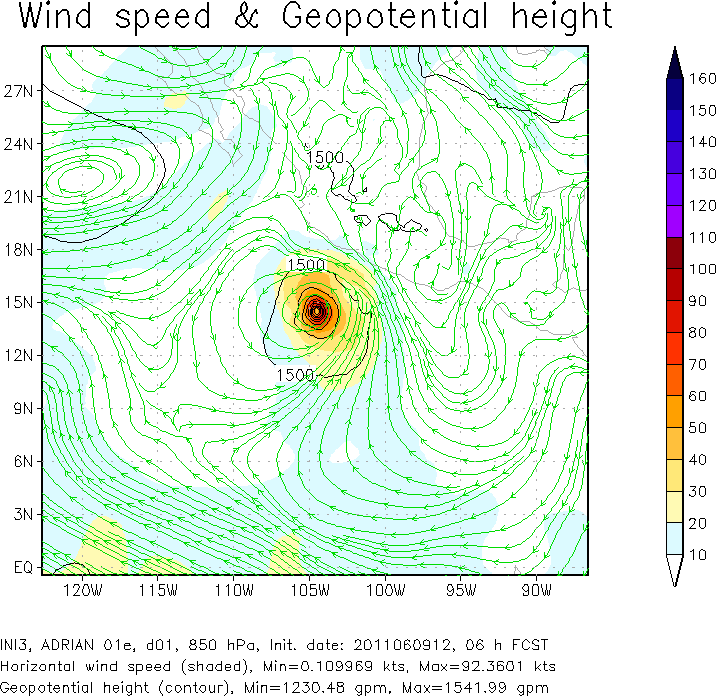 Wind speed & Geopotential height
27N
24N
21N
18N
15N
12N
9N
6N
3N
EQ
120W 115W 110W 105W 100W 95W 90W
1500
1500
1500
160
150
140
130
120
110
100
90
80
70
60
50
40
30
20
10
INI3, ADRIAN 01e, d01, 850 hPa, Init. date: 2011060912, 06 h FCST
Horizontal wind speed (shaded), Min=0.109969 kts, Max=92.3601 kts
Geopotential height (contour), Min=1230.48 gpm, Max=1541.99 gpm